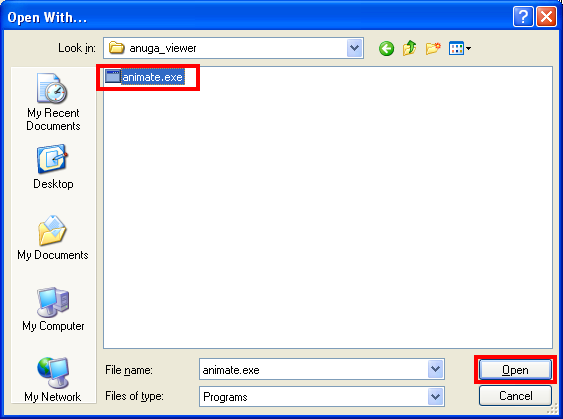 Open With...
Look in: anuga_viewer
animate.exe
My Recent
Documents
Desktop
My Documents
My Computer
My Network
File name: animate.exe Open
Files of type: Programs Cancel